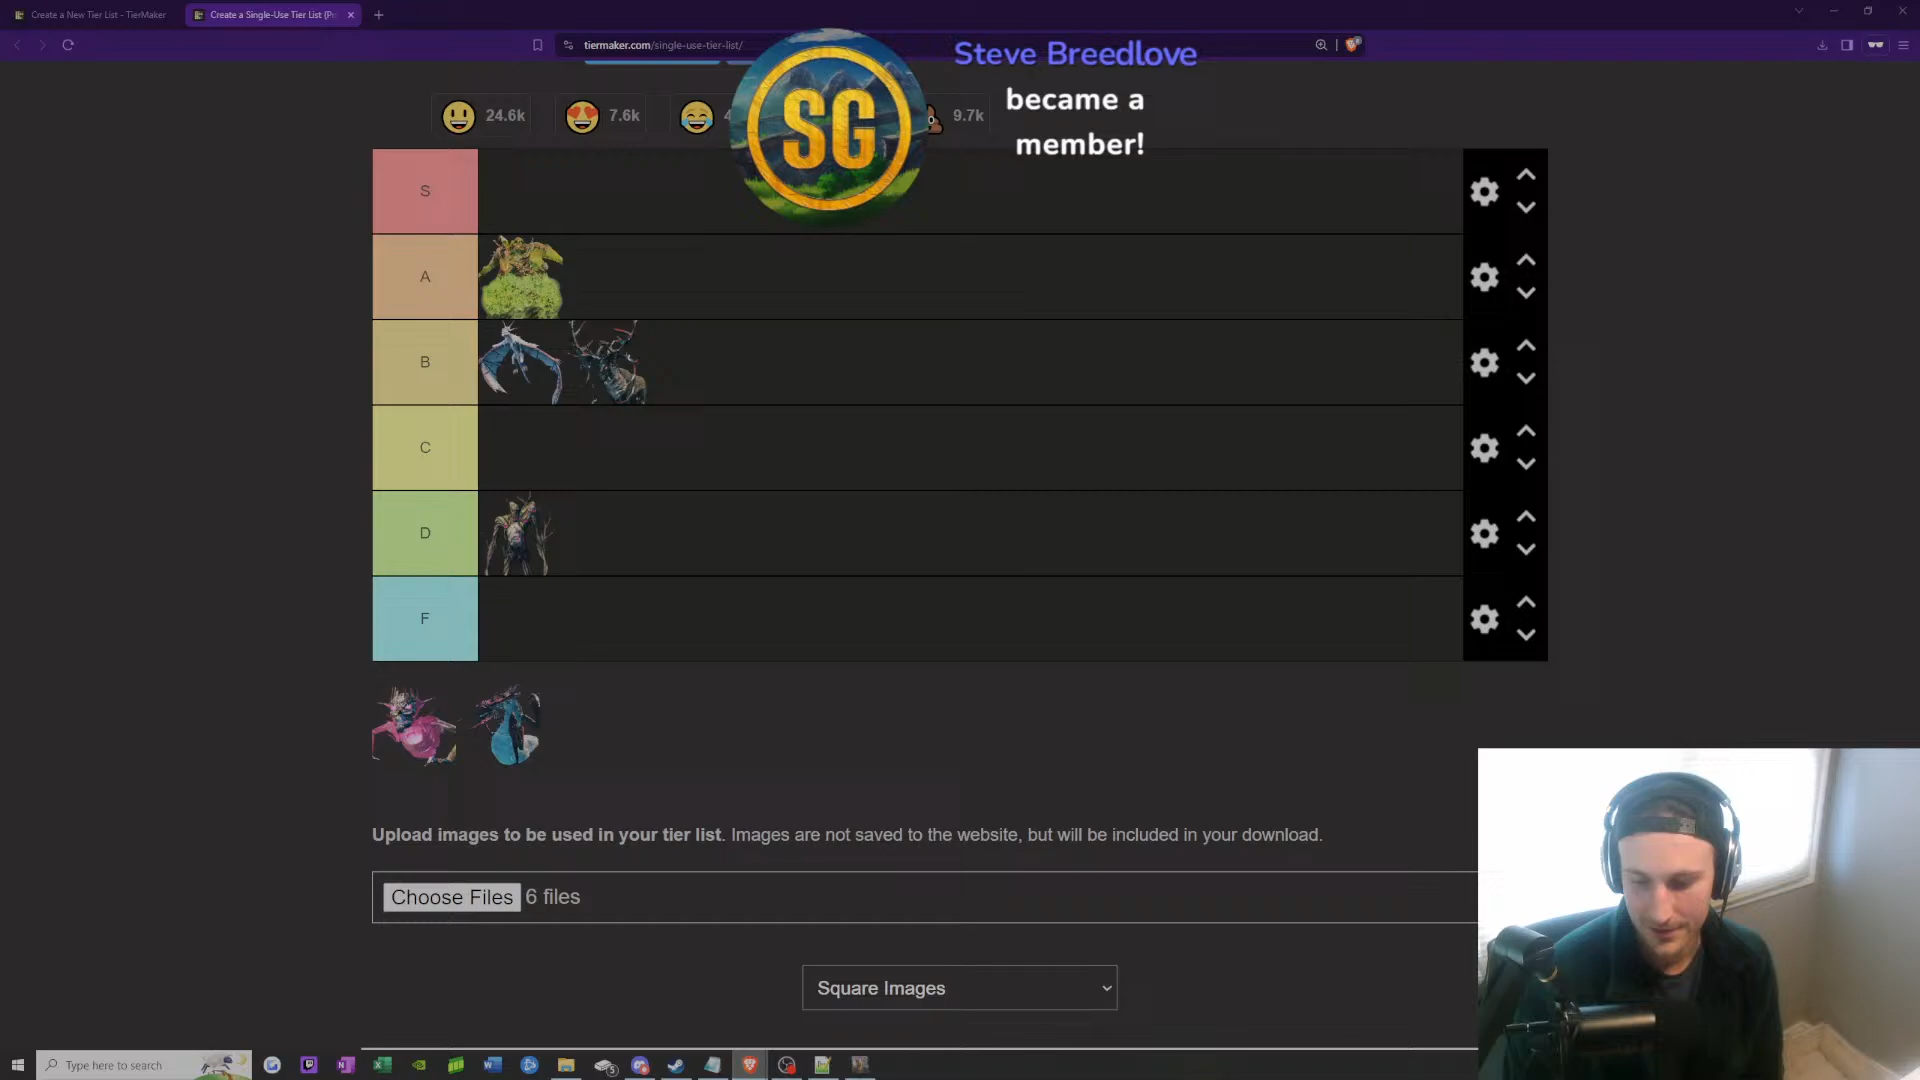 Create a New Tier List - TierMaker
Create a Single-Use Tier List (Pr
tiermaker.com/single-use-tier-list/
Steve Breedlove
became a
member!
SG
24.6k
7.6k
4
9.7k
S
A
B
C
D
F
Upload images to be used in your tier list. Images are not saved to the website, but will be included in your download.
Choose Files 6 files
Square Images
Type here to search
5